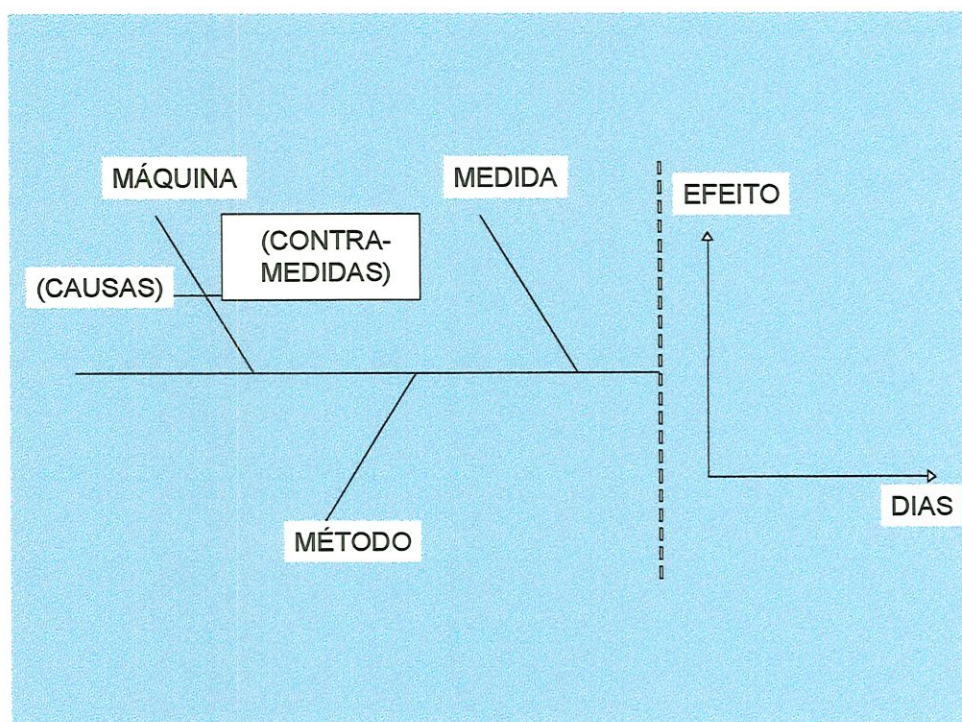 MÁQUINA
MEDIDA
EFEITO
(CONTRA-
MEDIDAS)
(CAUSAS)
DIAS
MÉTODO